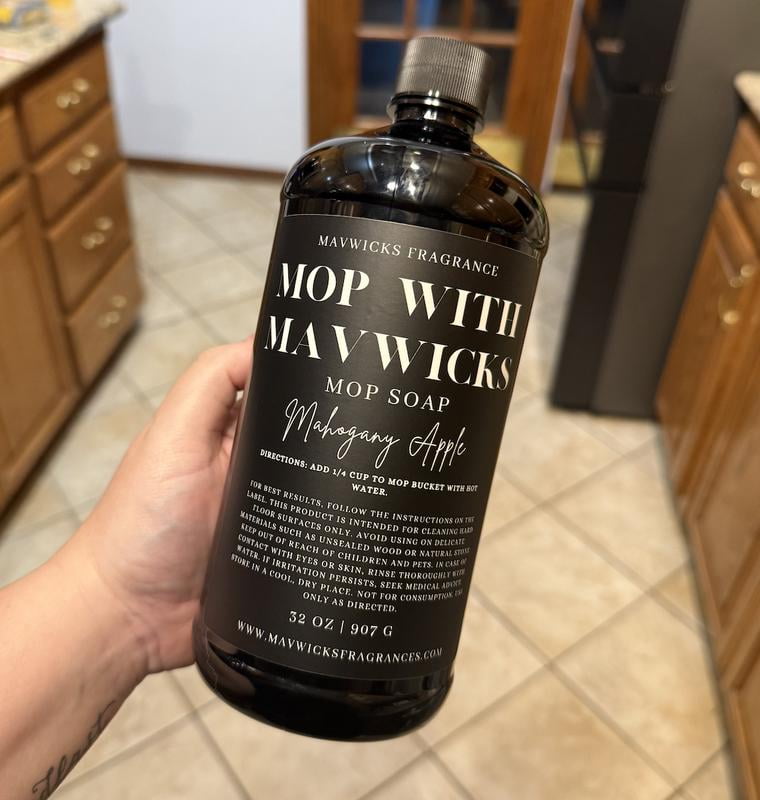 MAVWICKS FRAGRANCE
MOP WITH
MAVWICKS
MOP SOAP
Mahogany Apple
DIRECTIONS: ADD 1/4 CUP TO MOP BUCKET WITH HOT
WATER.
FOR BEST RESULTS, FOLLOW THE INSTRUCTIONS ON THE
LABEL. THIS PRODUCT IS INTENDED FOR CLEANING HARD
FLOOR SURFACES ONLY. AVOID USING ON DELICATE
MATERIALS SUCH AS UNSEALED WOOD OR NATURAL STONE.
KEEP OUT OF REACH OF CHILDREN AND PETS. IN CASE OF
CONTACT WITH EYES OR SKIN, RINSE THOROUGHLY WITH
WATER. IF IRRITATION PERSISTS, SEEK MEDICAL ADVICE.
STORE IN A COOL, DRY PLACE. NOT FOR CONSUMPTION. USE
ONLY AS DIRECTED.
32 OZ | 907 G
WWW.MAVWICKSFRAGRANCES.COM